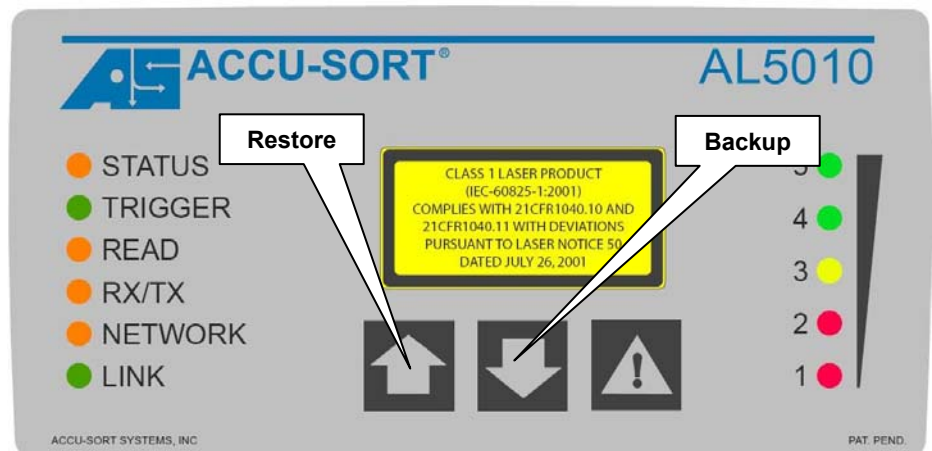 AS ACCU-SORT®
AL5010
Restore
Backup
STATUS
TRIGGER
READ
RX/TX
NETWORK
LINK
CLASS 1 LASER PRODUCT
(IEC-60825-1:2001)
COMPLIES WITH 21CFR1040.10 AND
21CFR1040.11 WITH DEVIATIONS
PURSUANT TO LASER NOTICE 50,
DATED JULY 26, 2001
4
3
2
1
!
ACCU-SORT SYSTEMS, INC
PAT. PEND.